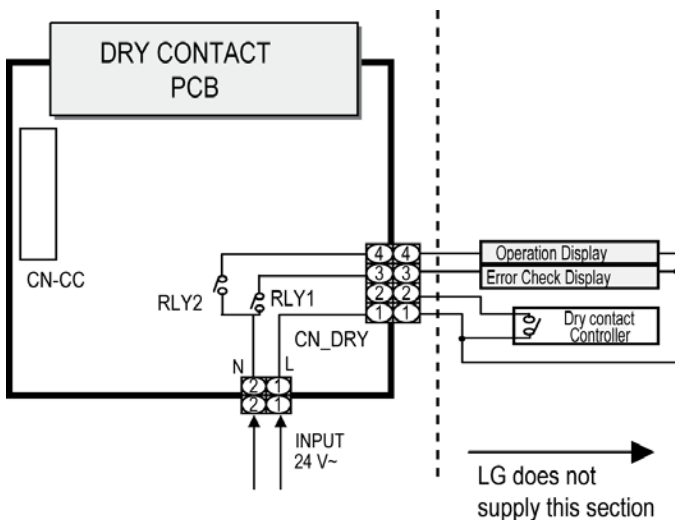 DRY CONTACT
PCB
CN-CC
RLY2
RLY1
CN_DRY
4 4
3 3
2 2
1 1
N
L
2 1
2 1
INPUT
24 V~
Operation Display
Error Check Display
Dry contact
Controller
LG does not
supply this section